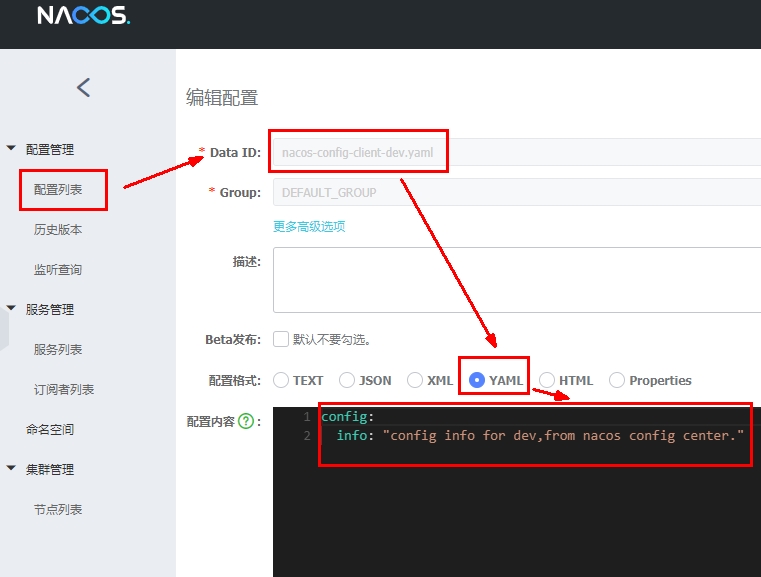 NACOS.
编辑配置
配置管理
配置列表
历史版本
监听查询
服务管理
服务列表
订阅者列表
命名空间
集群管理
节点列表
* Data ID: nacos-config-client-dev.yaml
* Group: DEFAULT_GROUP
更多高级选项
描述:
Beta发布: 默认不要勾选。
配置格式: TEXT JSON XML YAML HTML Properties
配置内容 ? :
1 config:
2 info: "config info for dev,from nacos config center."